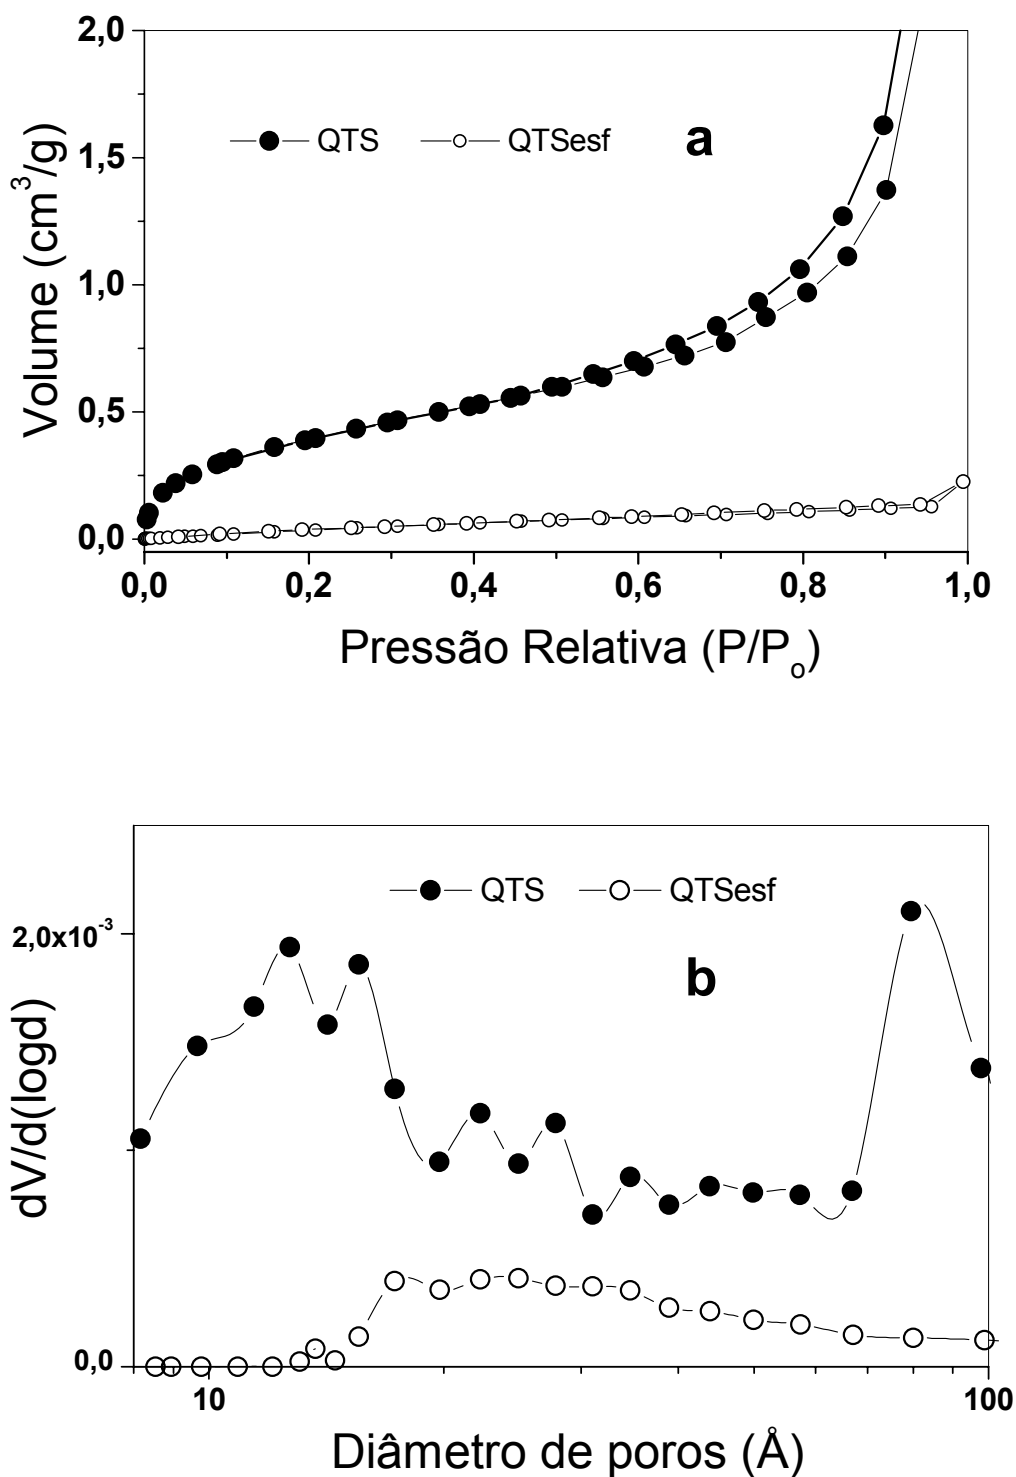 2,0
QTS
QTSesf
a
1,5
1,0
0,5
0,0
Volume (cm³/g)
0,0
0,2
0,4
0,6
0,8
1,0
Pressão Relativa (P/Pₒ)
QTS
QTSesf
2,0x10⁻³
b
dV/d(logd)
0,0
10
100
Diâmetro de poros (Å)